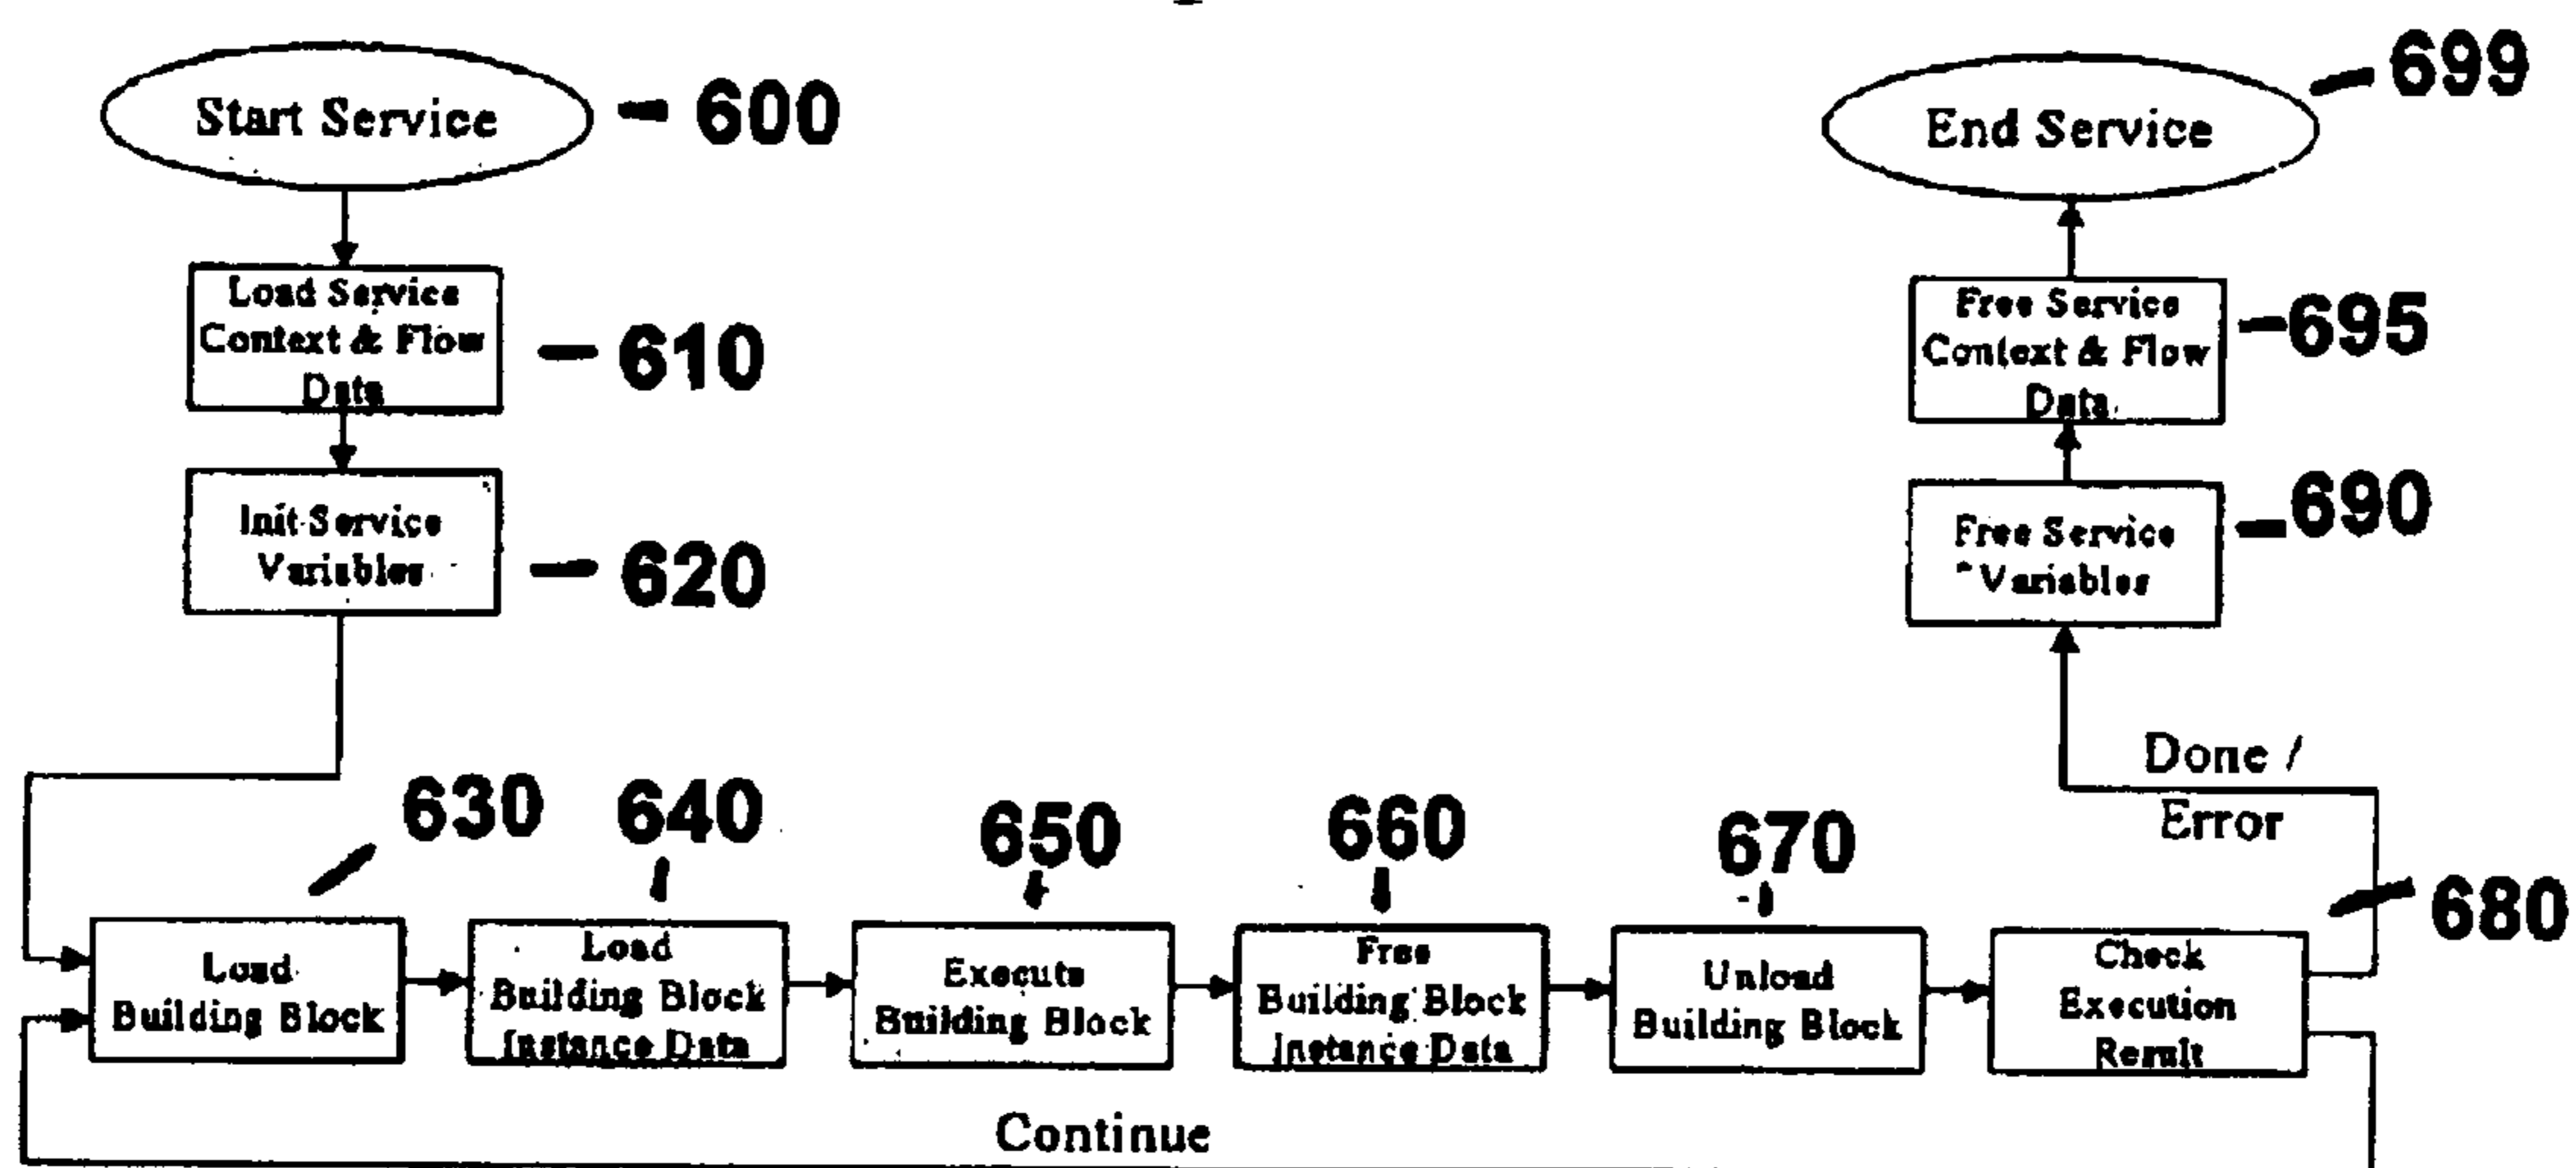 Start Service
600
Load Service
Context & Flow
Data
610
Init Service
Variables
620
630
Load
Building Block
640
Load
Building Block
Instance Data
650
Execute
Building Block
660
Free
Building Block
Instance Data
670
Unload
Building Block
680
Check
Execution
Result
Continue
Done /
Error
690
Free Service
Variables
695
Free Service
Context & Flow
Data
699
End Service